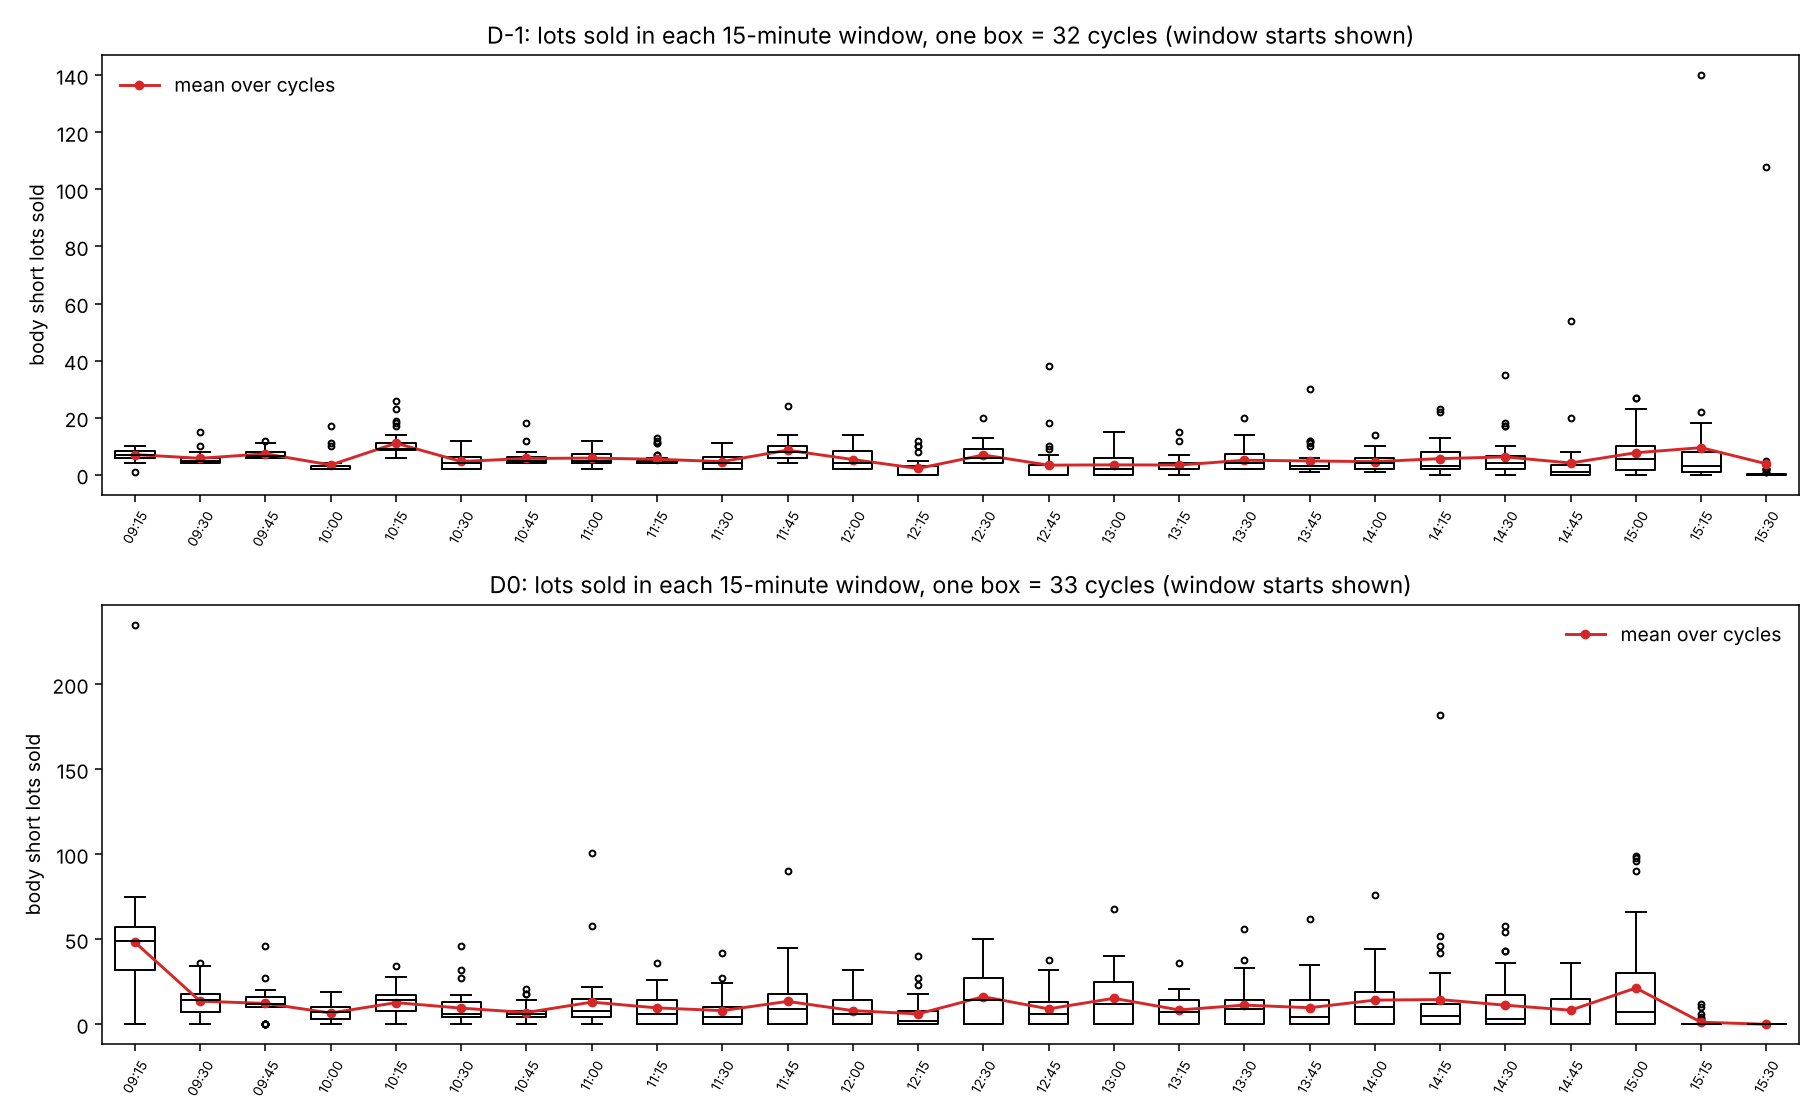 D-1: lots sold in each 15-minute window, one box = 32 cycles (window starts shown)
mean over cycles
body short lots sold
140
120
100
80
60
40
20
0
09:15 09:30 09:45 10:00 10:15 10:30 10:45 11:00 11:15 11:30 11:45 12:00 12:15 12:30 12:45 13:00 13:15 13:30 13:45 14:00 14:15 14:30 14:45 15:00 15:15 15:30
D0: lots sold in each 15-minute window, one box = 33 cycles (window starts shown)
mean over cycles
body short lots sold
200
150
100
50
0
09:15 09:30 09:45 10:00 10:15 10:30 10:45 11:00 11:15 11:30 11:45 12:00 12:15 12:30 12:45 13:00 13:15 13:30 13:45 14:00 14:15 14:30 14:45 15:00 15:15 15:30